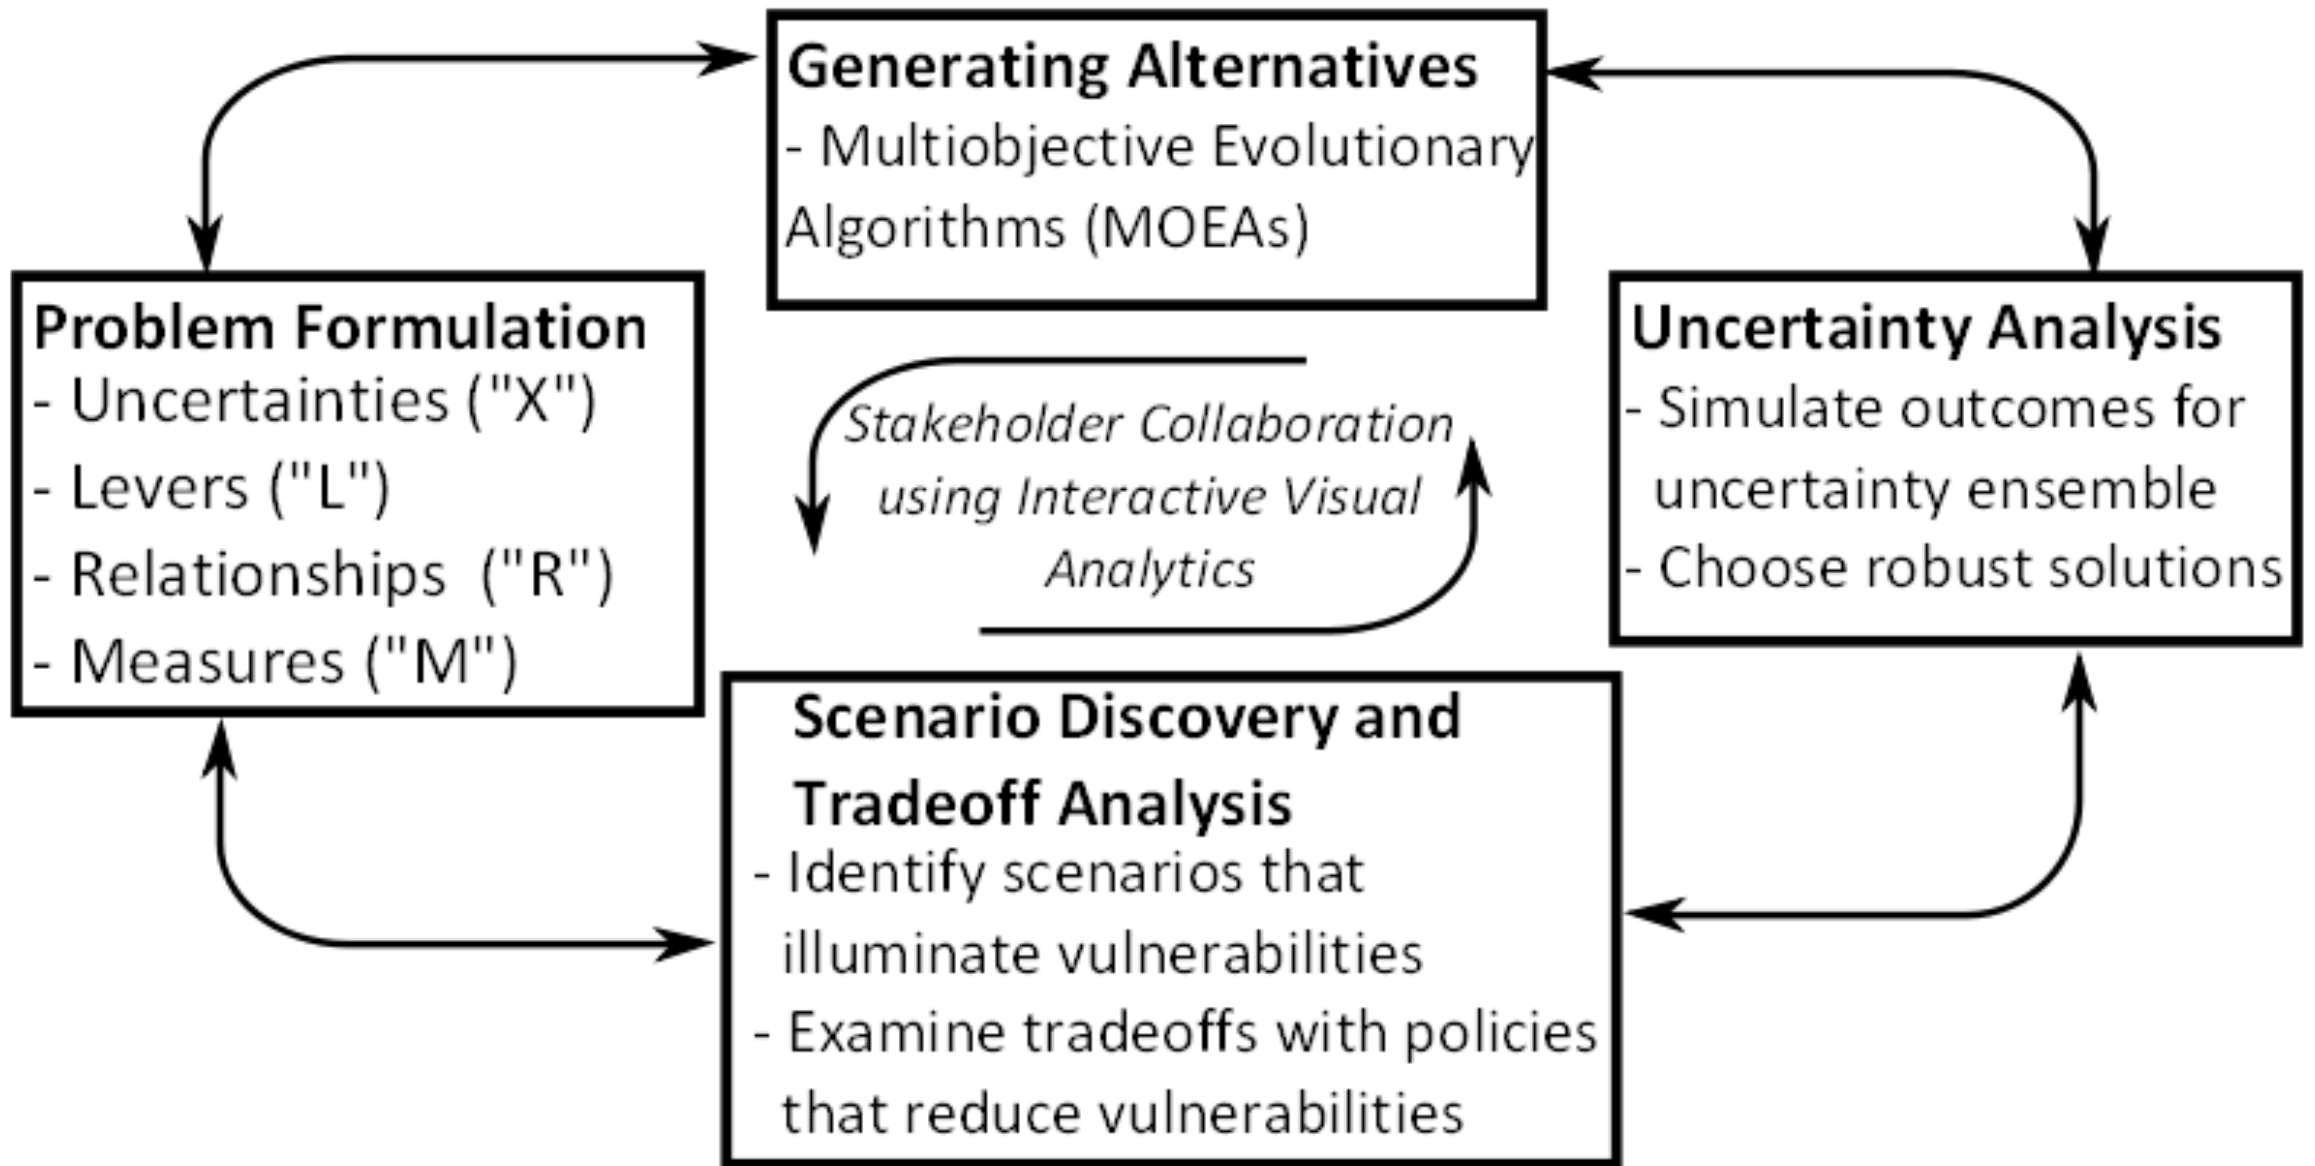 Generating Alternatives
- Multiobjective Evolutionary
Algorithms (MOEAs)
Problem Formulation
- Uncertainties ("X")
- Levers ("L")
- Relationships ("R")
- Measures ("M")
Stakeholder Collaboration
using Interactive Visual
Analytics
Uncertainty Analysis
- Simulate outcomes for
uncertainty ensemble
- Choose robust solutions
Scenario Discovery and
Tradeoff Analysis
- Identify scenarios that
illuminate vulnerabilities
- Examine tradeoffs with policies
that reduce vulnerabilities